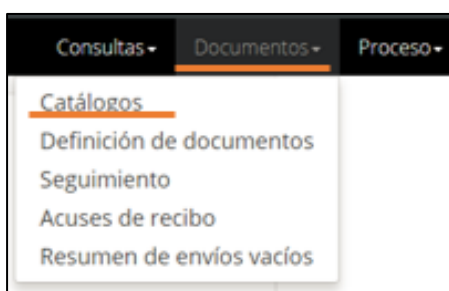 Consultas Documentos Proceso
Catálogos
Definición de documentos
Seguimiento
Acuses de recibo
Resumen de envíos vacíos